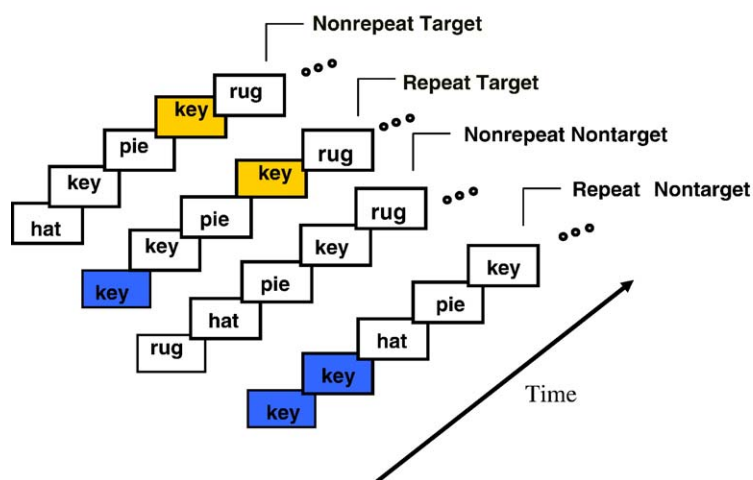 Nonrepeat Target
rug
key
pie
key
hat
Repeat Target
rug
key
pie
key
key
Nonrepeat Nontarget
rug
key
pie
hat
rug
Repeat Nontarget
key
pie
hat
key
key
Time